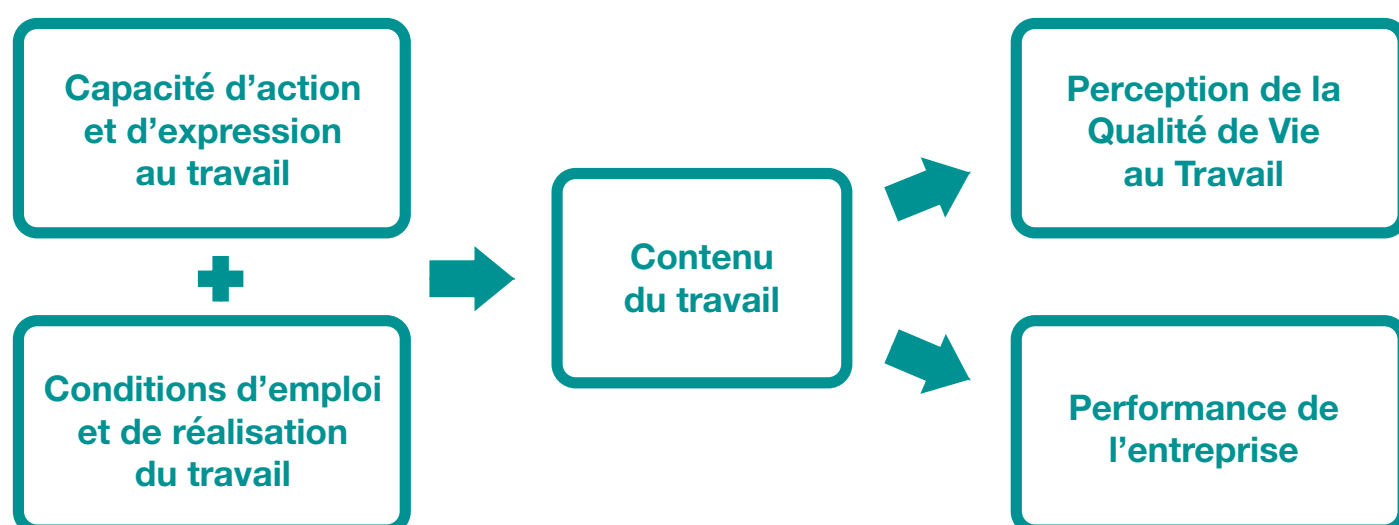 Capacité d’action
et d’expression
au travail
Conditions d’emploi
et de réalisation
du travail
Contenu
du travail
Perception de la
Qualité de Vie
au Travail
Performance de
l’entreprise